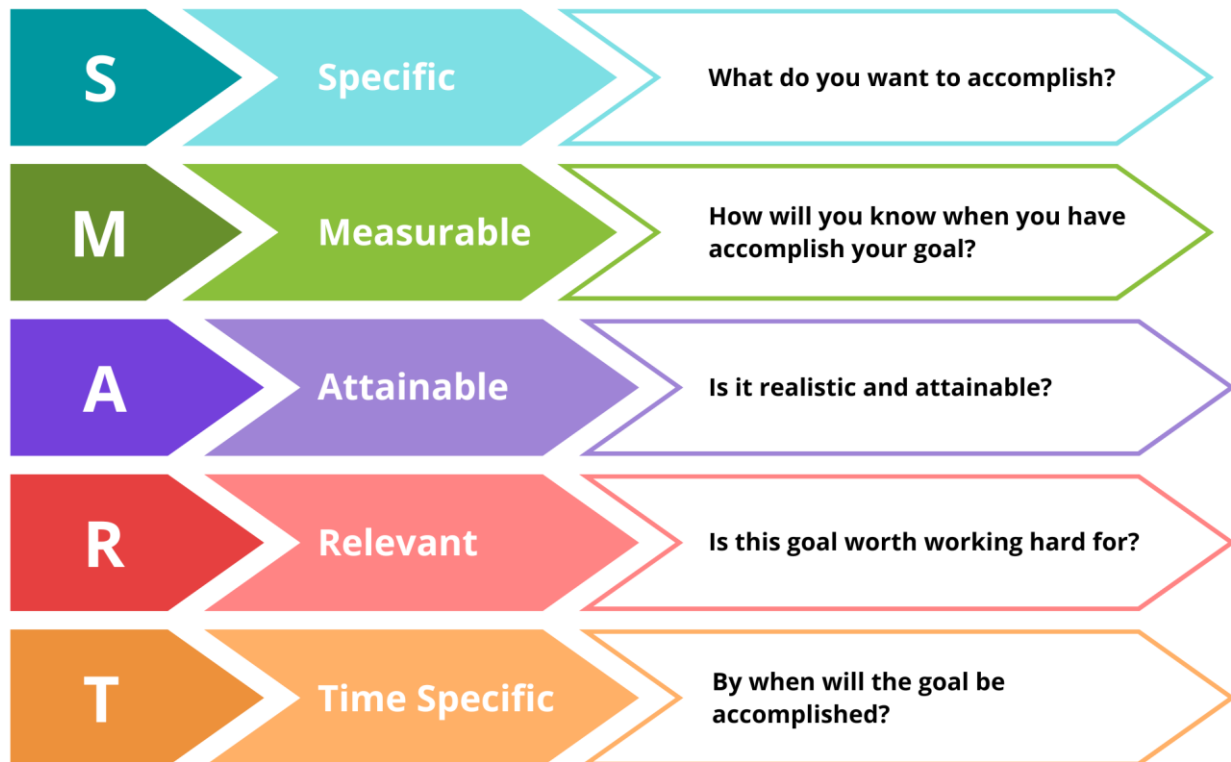 S
Specific
What do you want to accomplish?
M
Measurable
How will you know when you have
accomplish your goal?
A
Attainable
Is it realistic and attainable?
R
Relevant
Is this goal worth working hard for?
T
Time Specific
By when will the goal be
accomplished?